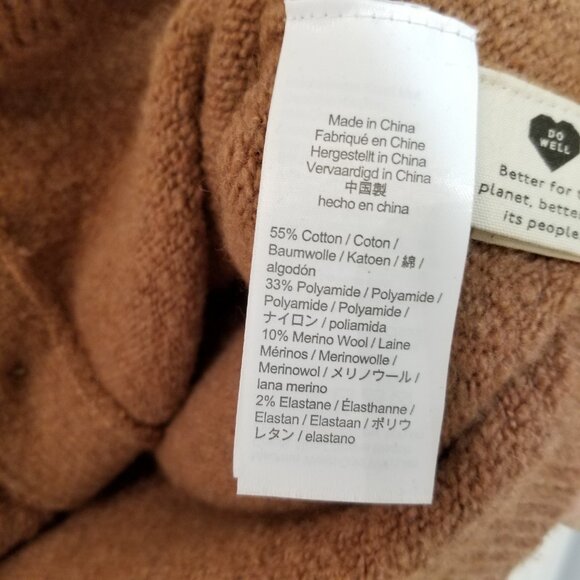 Made in China
Fabriqué en Chine
Hergestellt in China
Vervaardigd in China
中国製
hecho en china
55% Cotton / Coton /
Baumwolle / Katoen / 綿 /
algodón
33% Polyamide / Polyamide /
Polyamide / Polyamide /
ナイロン / poliamida
10% Merino Wool / Laine
Mérinos / Merinowolle /
Merinowol / メリノウール /
lana merino
2% Elastane / Élasthanne /
Elastan / Elastaan / ポリウ
レタン / elastano
DO
WELL
Better for
planet, bette
its people